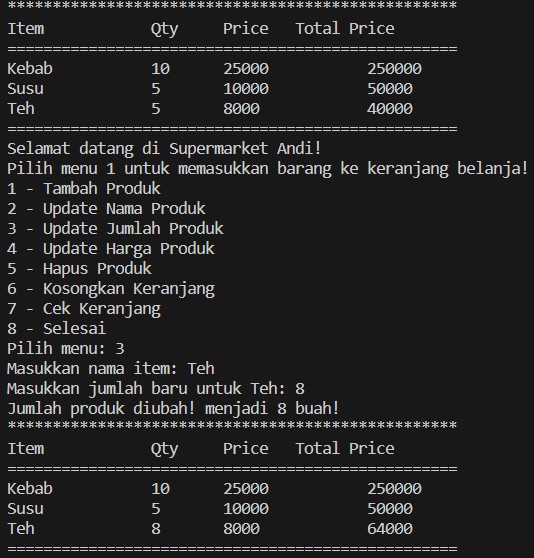 **************************************************
Item            Qty     Price   Total Price
==================================================
Kebab           10      25000           250000
Susu            5       10000           50000
Teh             5       8000            40000
==================================================
Selamat datang di Supermarket Andi!
Pilih menu 1 untuk memasukkan barang ke keranjang belanja!
1 - Tambah Produk
2 - Update Nama Produk
3 - Update Jumlah Produk
4 - Update Harga Produk
5 - Hapus Produk
6 - Kosongkan Keranjang
7 - Cek Keranjang
8 - Selesai
Pilih menu: 3
Masukkan nama item: Teh
Masukkan jumlah baru untuk Teh: 8
Jumlah produk diubah! menjadi 8 buah!
**************************************************
Item            Qty     Price   Total Price
==================================================
Kebab           10      25000           250000
Susu            5       10000           50000
Teh             8       8000            64000
==================================================